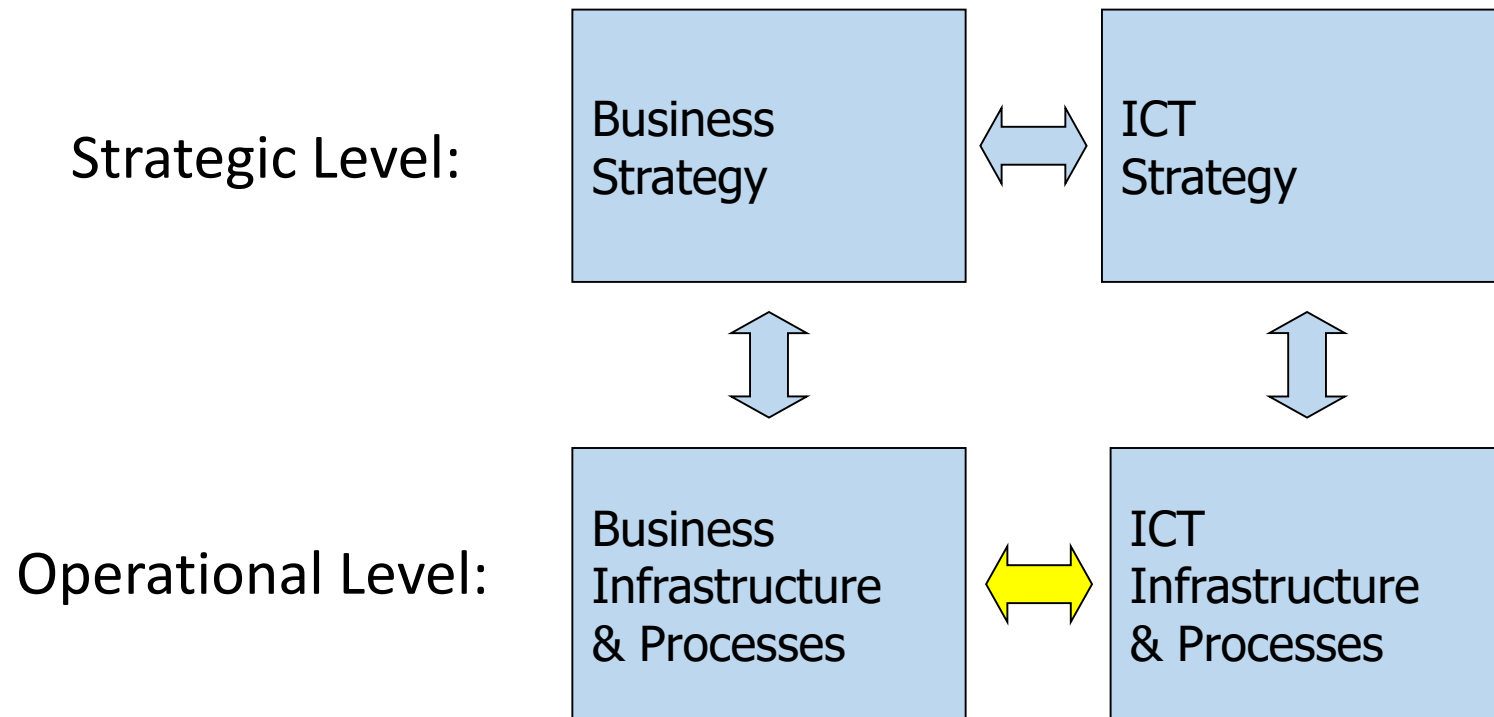 Strategic Level:
Business
Strategy
ICT
Strategy
Operational Level:
Business
Infrastructure
& Processes
ICT
Infrastructure
& Processes